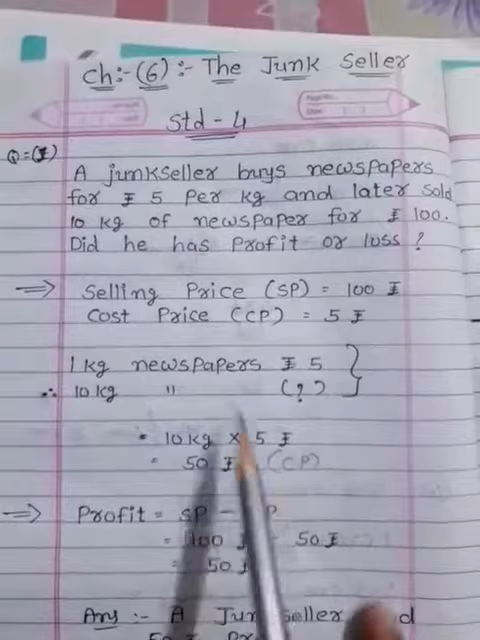 Ch:-(6):- The Junk Seller
Std - 4
Q=(I)
A junkseller buys newspapers
for ₹ 5 per kg and later sold
10 kg of newspaper for ₹ 100.
Did he has profit or loss ?
⇒ Selling Price (SP) = 100 ₹
Cost Price (CP) = 5 ₹
1 kg newspapers ₹ 5
∴ 10 kg " (?)
= 10 kg × 5 ₹
= 50 ₹ (CP)
⇒ Profit = SP - P
= 100 ₹ 50 ₹
= 50 ₹
Ans :- A Junk seller
50 ₹